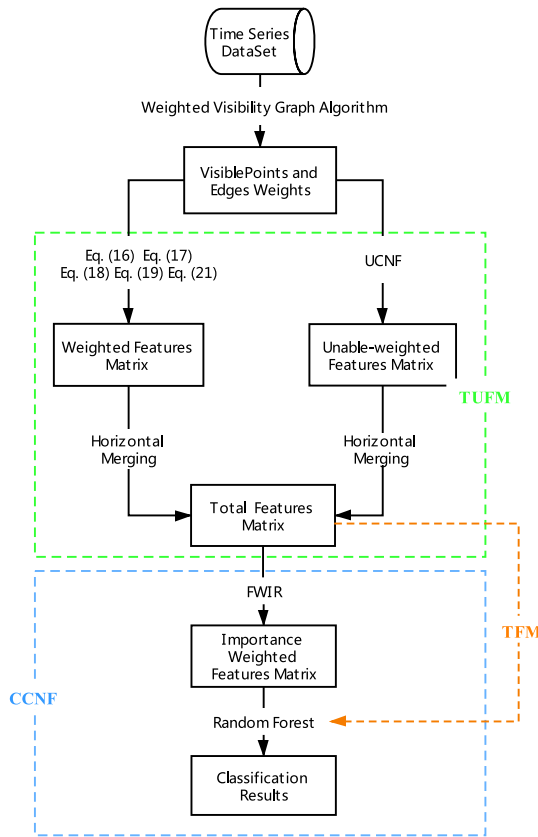 Time Series
DataSet
Weighted Visibility Graph Algorithm
VisiblePoints and
Edges Weights
Eq. (16) Eq. (17)
Eq. (18) Eq. (19) Eq. (21)
UCNF
Weighted Features
Matrix
Unable-weighted
Features Matrix
TUFM
Horizontal
Merging
Horizontal
Merging
Total Features
Matrix
FWIR
TFM
Importance
Weighted
Features Matrix
CCNF
Random Forest
Classification
Results